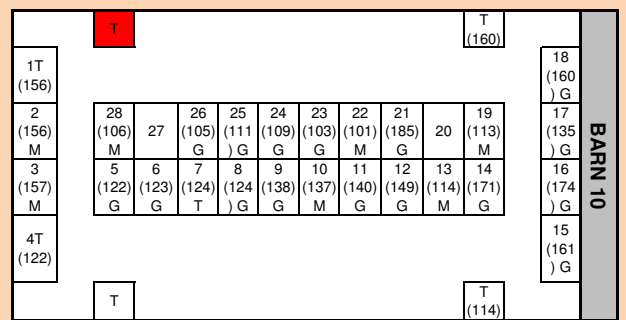 T
T
(160)
1T
(156)
18
(160
) G
2
(156)
M
28
(106)
M
27
26
(105)
G
25
(111
) G
24
(109)
G
23
(103)
G
22
(101)
M
21
(185)
G
20
19
(113)
M
17
(135
) G
BARN 10
3
(157)
M
5
(122)
G
6
(123)
G
7
(124)
T
8
(124
) G
9
(138)
G
10
(137)
M
11
(140)
G
12
(149)
G
13
(114)
M
14
(171)
G
16
(174
) G
4T
(122)
15
(161
) G
T
T
(114)